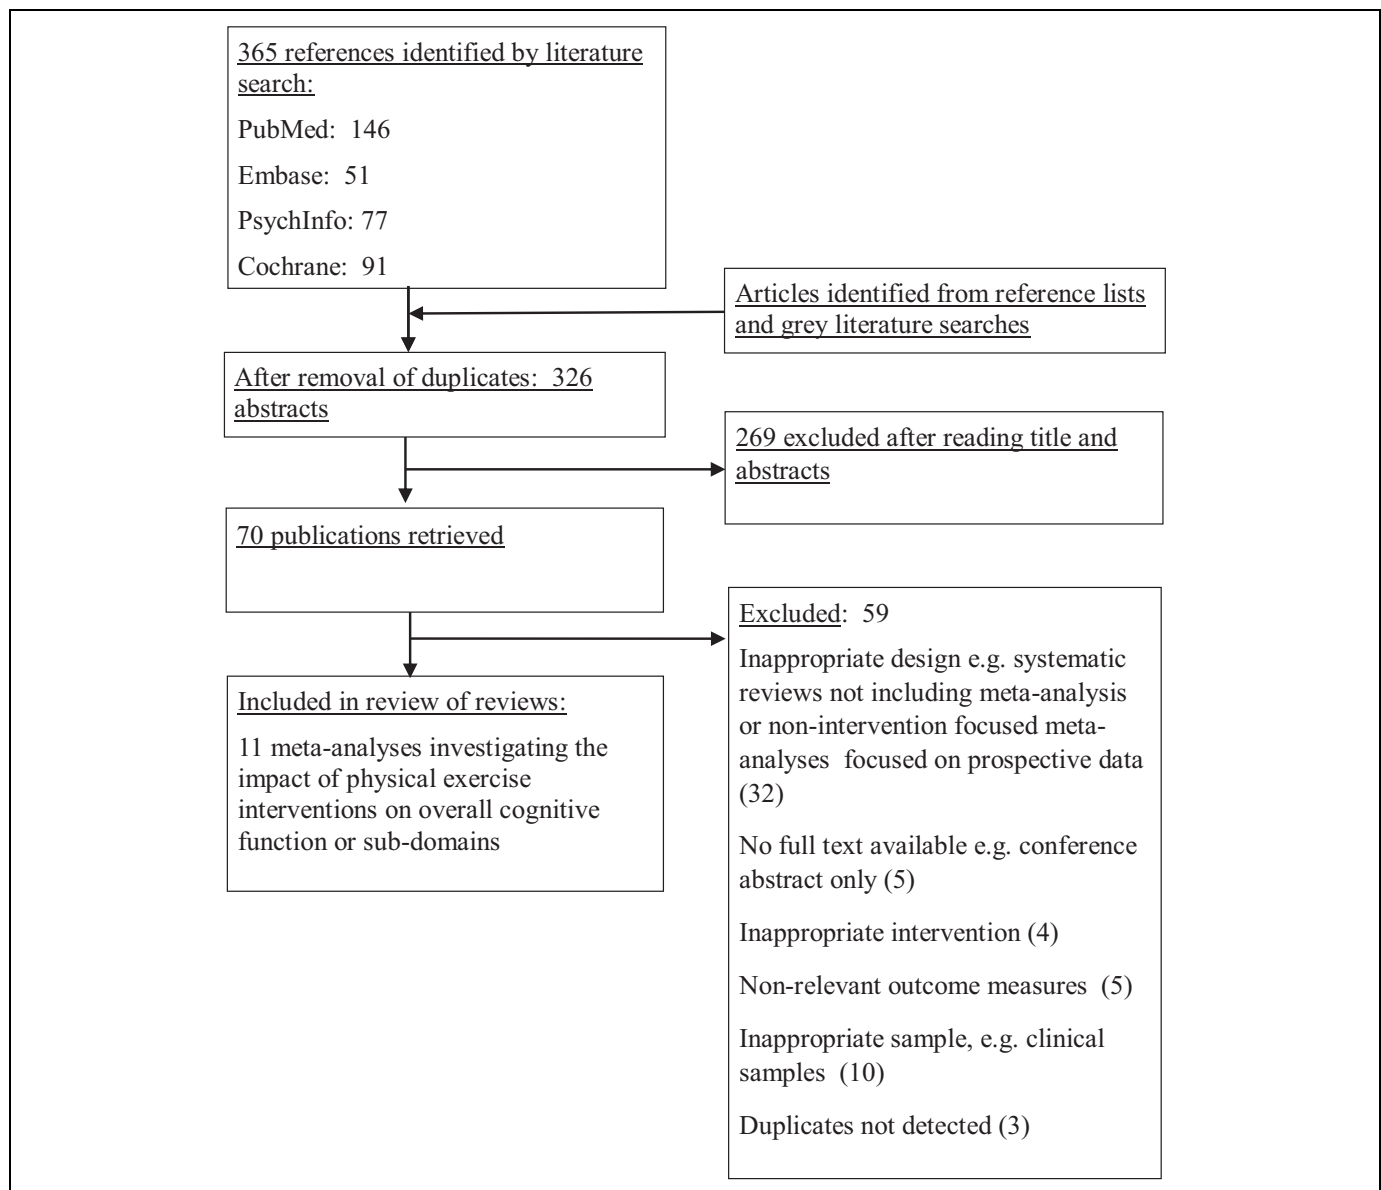 365 references identified by literature
search:
PubMed: 146
Embase: 51
PsychInfo: 77
Cochrane: 91
Articles identified from reference lists
and grey literature searches
After removal of duplicates: 326
abstracts
269 excluded after reading title and
abstracts
70 publications retrieved
Excluded: 59
Inappropriate design e.g. systematic
reviews not including meta-analysis
or non-intervention focused meta-
analyses focused on prospective data
(32)
No full text available e.g. conference
abstract only (5)
Inappropriate intervention (4)
Non-relevant outcome measures (5)
Inappropriate sample, e.g. clinical
samples (10)
Duplicates not detected (3)
Included in review of reviews:
11 meta-analyses investigating the
impact of physical exercise
interventions on overall cognitive
function or sub-domains